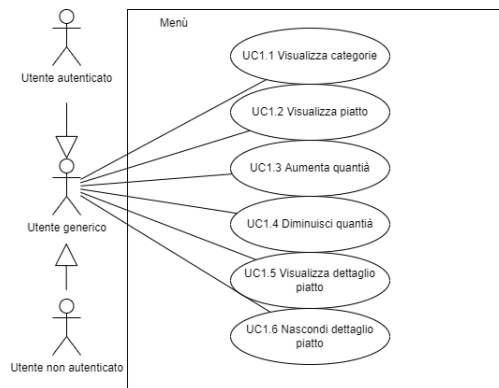 Menù
Utente autenticato
UC1.1 Visualizza categorie
UC1.2 Visualizza piatto
UC1.3 Aumenta quantià
Utente generico
UC1.4 Diminuisci quantià
UC1.5 Visualizza dettaglio
piatto
UC1.6 Nascondi dettaglio
piatto
Utente non autenticato